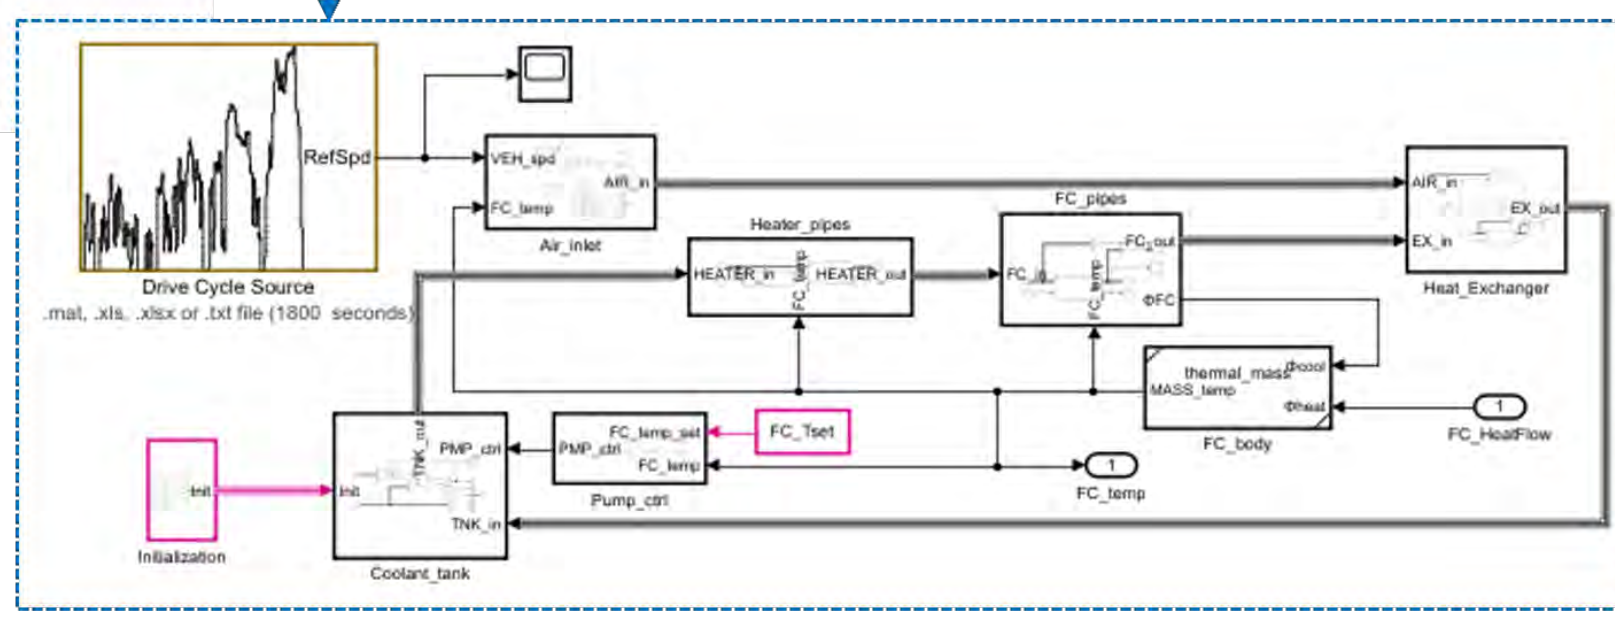 RefSpd
Drive Cycle Source
.mat, .xls, .xlsx or .txt file (1800 seconds)
VEH_spd
AIR_in
FC_temp
Air_inlet
Heater_pipes
HEATER_in
FC_temp
HEATER_out
FC_pipes
FC_in
FC_temp
FC_out
ΦFC
AIR_in
EX_in
EX_out
Heat_Exchanger
thermal_mass
Φcool
MASS_temp
Φheat
FC_body
1
FC_HeatFlow
Init
Initialization
Init
TNK_out
PMP_ctrl
TNK_in
Coolant_tank
FC_temp_set
PMP_ctrl
FC_temp
Pump_ctrl
FC_Tset
1
FC_temp